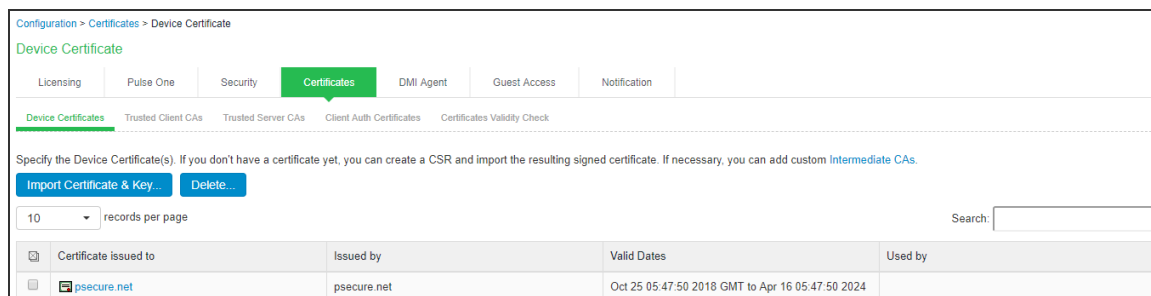 Configuration > Certificates > Device Certificate
Device Certificate
Licensing Pulse One Security Certificates DMI Agent Guest Access Notification
Device Certificates Trusted Client CAs Trusted Server CAs Client Auth Certificates Certificates Validity Check
Specify the Device Certificate(s). If you don't have a certificate yet, you can create a CSR and import the resulting signed certificate. If necessary, you can add custom Intermediate CAs.
Import Certificate & Key... Delete...
10 records per page Search:
Certificate issued to Issued by Valid Dates Used by
psecure.net psecure.net Oct 25 05:47:50 2018 GMT to Apr 16 05:47:50 2024